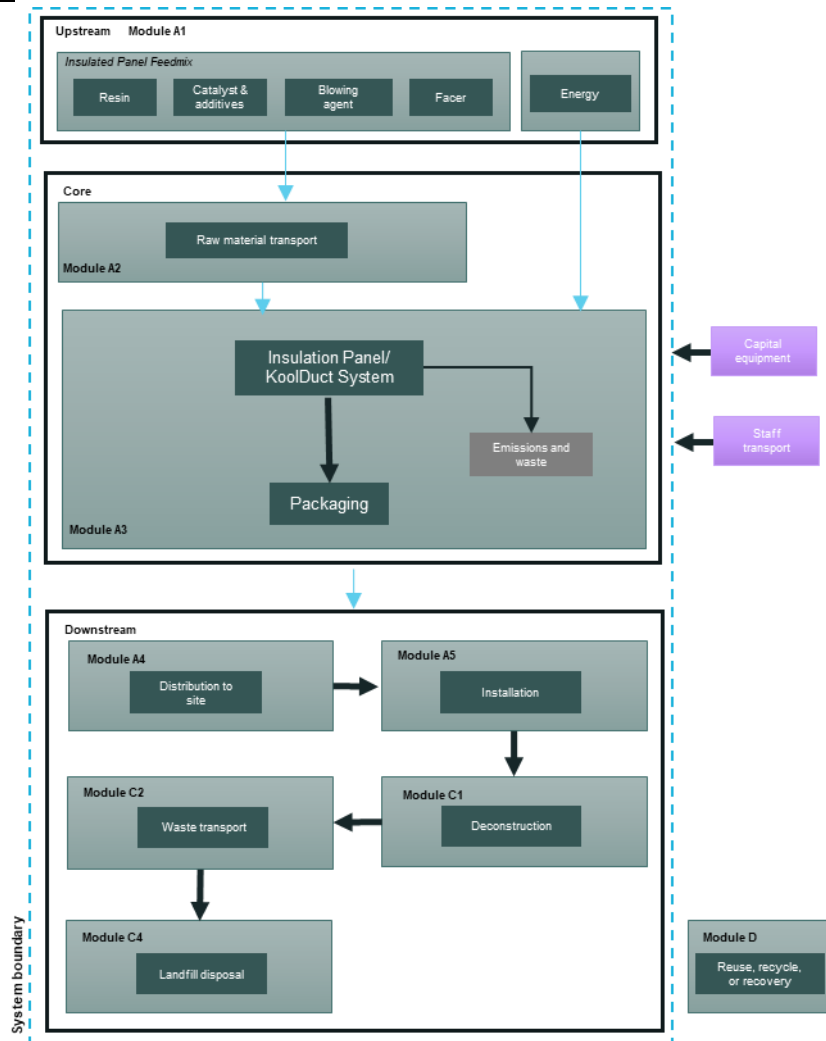 Upstream Module A1
Insulated Panel Feedmix
Resin
Catalyst &
additives
Blowing
agent
Facer
Energy
Core
Raw material transport
Module A2
Insulation Panel/
KoolDuct System
Emissions and
waste
Packaging
Module A3
Capital
equipment
Staff
transport
Downstream
Module A4
Distribution to
site
Module A5
Installation
Module C2
Waste transport
Module C1
Deconstruction
Module C4
Landfill disposal
Module D
Reuse, recycle,
or recovery
System boundary